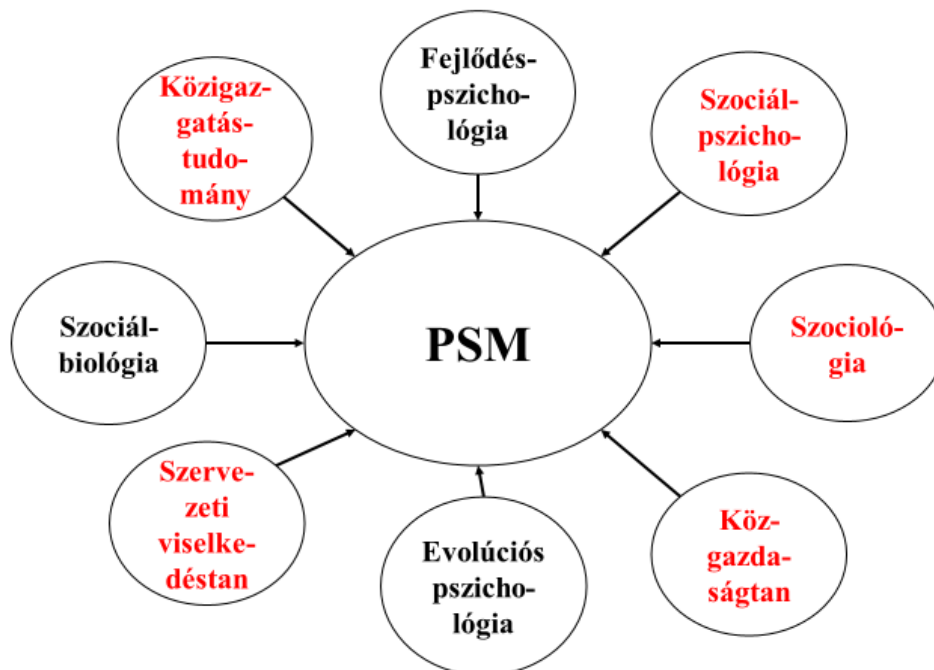 Fejlődés-
pszicho-
lógia
Közigaz-
gatás-
tudo-
mány
Szociál-
pszicho-
lógia
Szociál-
biológia
PSM
Szocioló-
gia
Szerve-
zeti
viselke-
déstan
Evolúciós
pszicho-
lógia
Köz-
gazda-
ságtan